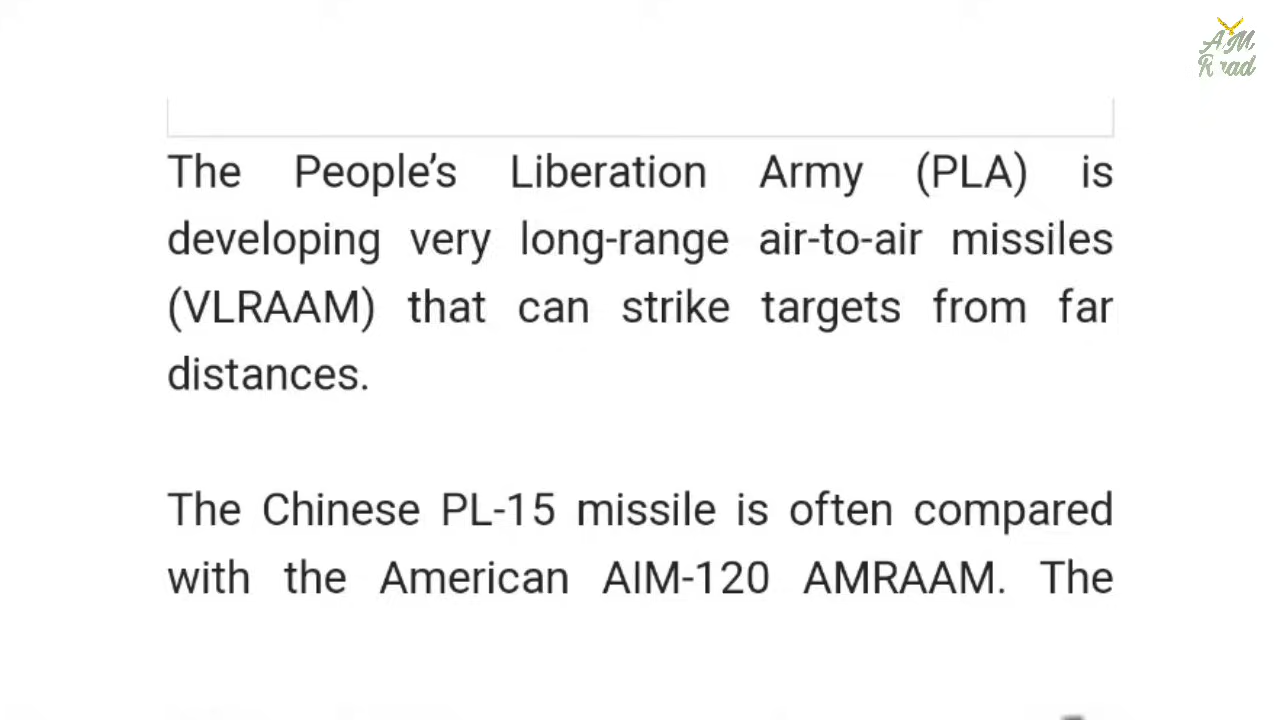 AM
The People’s Liberation Army (PLA) is
developing very long-range air-to-air missiles
(VLRAAM) that can strike targets from far
distances.
The Chinese PL-15 missile is often compared
with the American AIM-120 AMRAAM. The